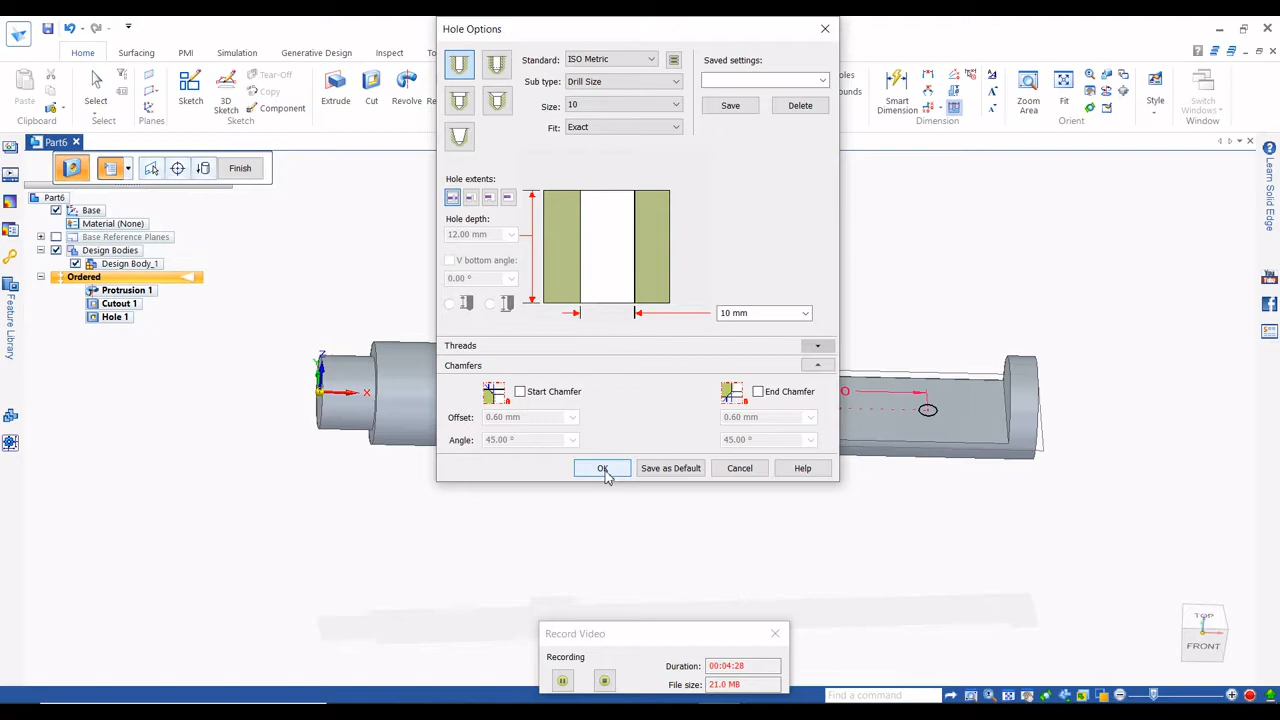 Hole Options
Home
Surfacing
PMI
Simulation
Generative Design
Inspect
Paste
Clipboard
Select
Select
Planes
Sketch
3D
Sketch
Tear-Off
Copy
Component
Sketch
Extrude
Cut
Revolve
Smart
Dimension
Dimension
Zoom
Area
Fit
Orient
Style
Switch
Windows
Window
Part6
Finish
Part6
Base
Material (None)
Base Reference Planes
Design Bodies
Design Body_1
Ordered
Protrusion 1
Cutout 1
Hole 1
Feature Library
Learn Solid Edge
Standard: ISO Metric
Sub type: Drill Size
Size: 10
Fit: Exact
Saved settings:
Save
Delete
Hole extents:
Hole depth:
12.00 mm
V bottom angle:
0.00 °
10 mm
Threads
Chamfers
Start Chamfer
End Chamfer
Offset: 0.60 mm
0.60 mm
Angle: 45.00 °
45.00 °
OK
Save as Default
Cancel
Help
Z
Y
X
TOP
FRONT
Record Video
Recording
Duration: 00:04:28
File size: 21.0 MB
Find a command